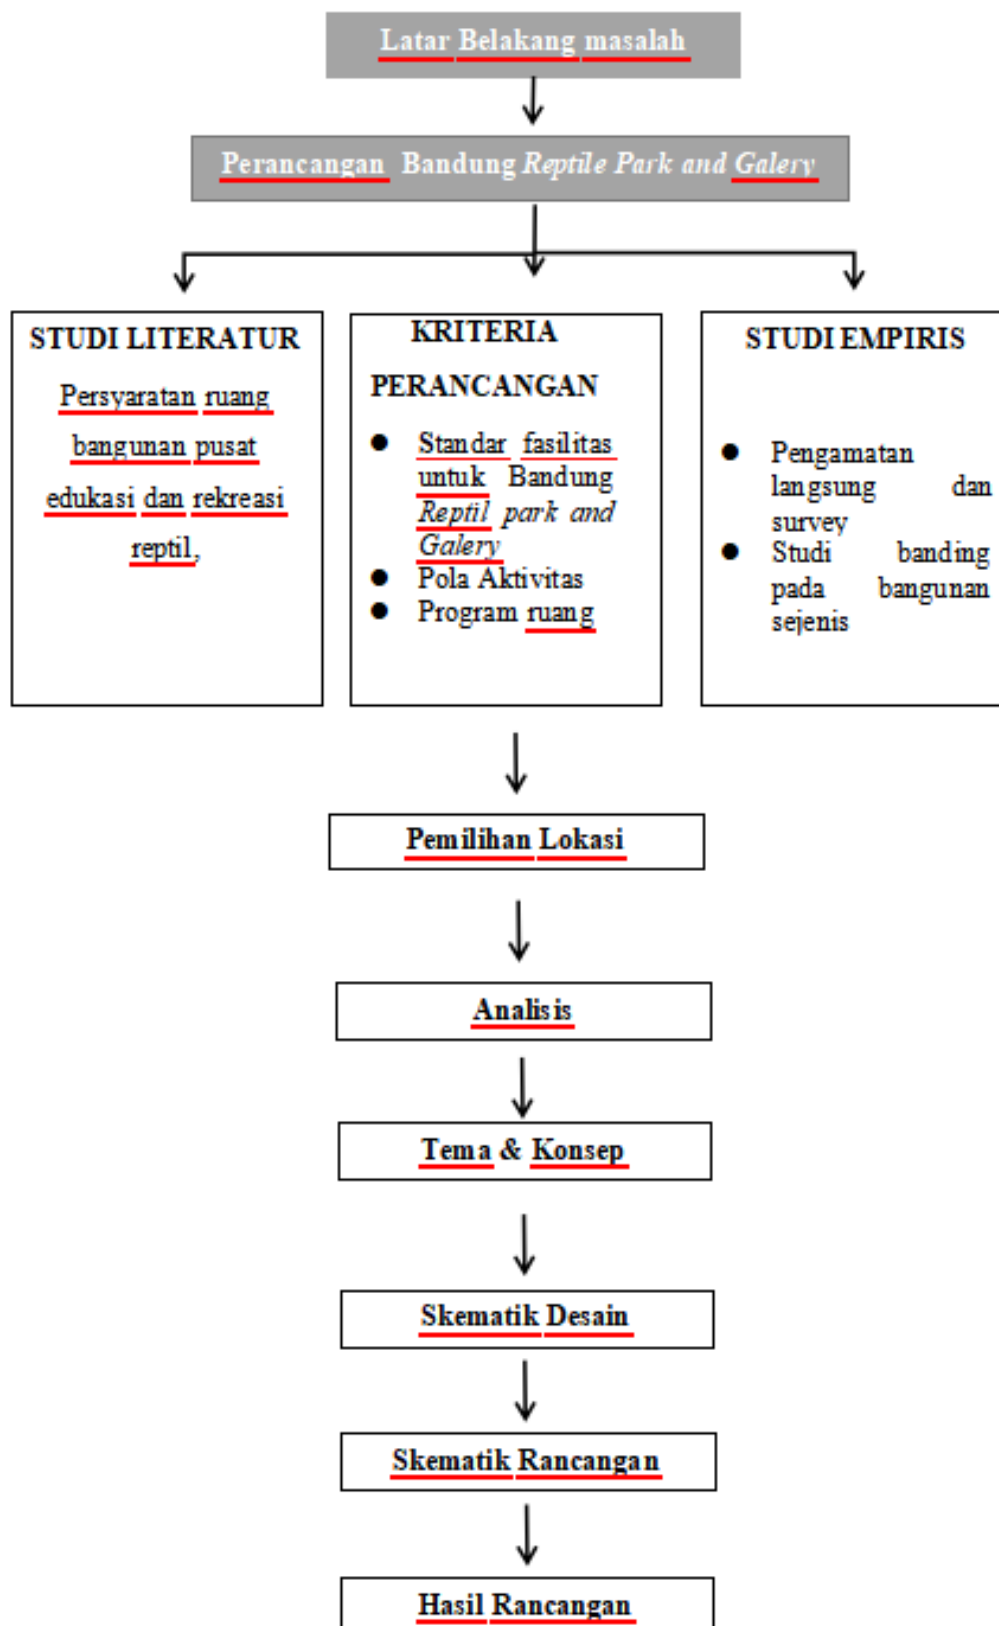 Latar Belakang masalah
Perancangan Bandung Reptile Park and Galery
STUDI LITERATUR
Persyaratan ruang
bangunan pusat
edukasi dan rekreasi
reptil,
KRITERIA
PERANCANGAN
● Standar fasilitas
untuk Bandung
Reptil park and
Galery
● Pola Aktivitas
● Program ruang
STUDI EMPIRIS
● Pengamatan
langsung dan
survey
● Studi banding
pada bangunan
sejenis
Pemilihan Lokasi
Analisis
Tema & Konsep
Skematik Desain
Skematik Rancangan
Hasil Rancangan